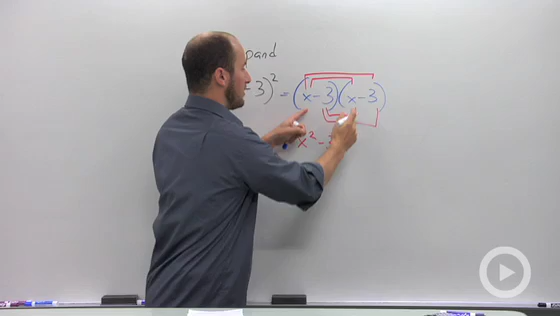 pand
3)² = (x-3)(x-3)
x² -